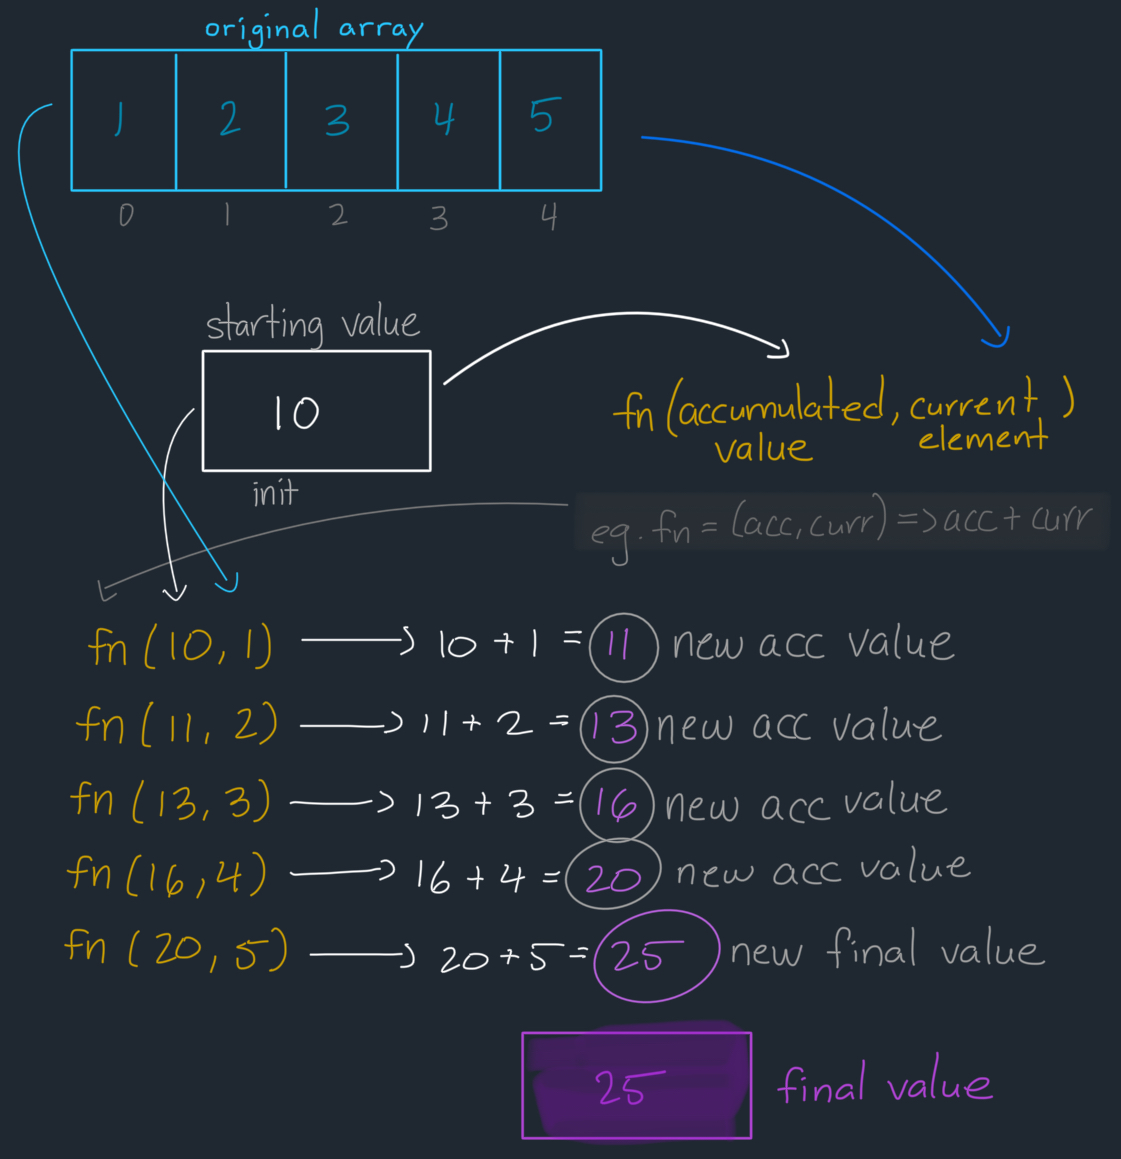 original array
1 2 3 4 5
0 1 2 3 4
starting value
10
init
fn (accumulated, current )
value element
eg. fn = (acc, curr) => acc + curr
fn (10, 1) → 10 + 1 = 11 new acc value
fn (11, 2) → 11 + 2 = 13 new acc value
fn (13, 3) → 13 + 3 = 16 new acc value
fn (16, 4) → 16 + 4 = 20 new acc value
fn (20, 5) → 20 + 5 = 25 new final value
25 final value